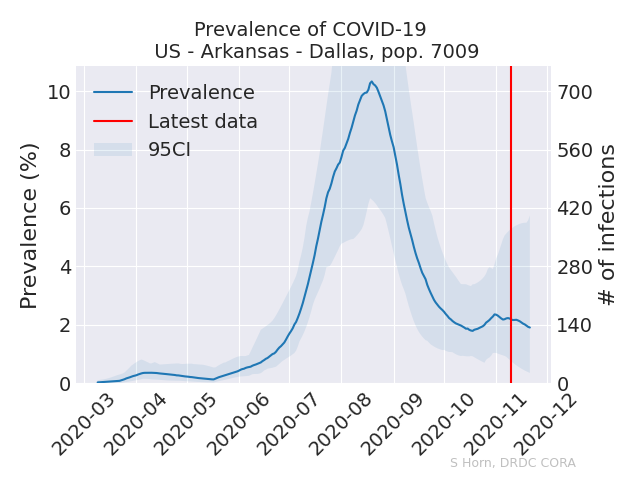 Prevalence of COVID-19
US - Arkansas - Dallas, pop. 7009
Prevalence
Latest data
95CI
Prevalence (%)
10
8
6
4
2
0
# of infections
700
560
420
280
140
0
2020-03
2020-04
2020-05
2020-06
2020-07
2020-08
2020-09
2020-10
2020-11
2020-12
S Horn, DRDC CORA